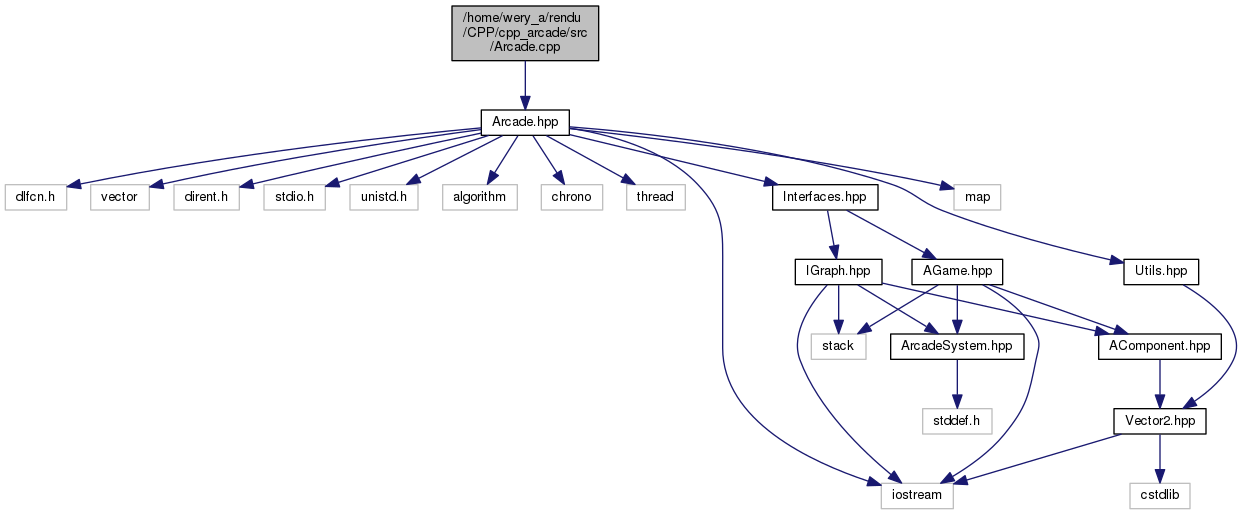 /home/wery_a/rendu
/CPP/cpp_arcade/src
/Arcade.cpp
Arcade.hpp
dlfcn.h
vector
dirent.h
stdio.h
unistd.h
algorithm
chrono
thread
Interfaces.hpp
map
IGraph.hpp
AGame.hpp
Utils.hpp
stack
ArcadeSystem.hpp
AComponent.hpp
stddef.h
Vector2.hpp
iostream
cstdlib